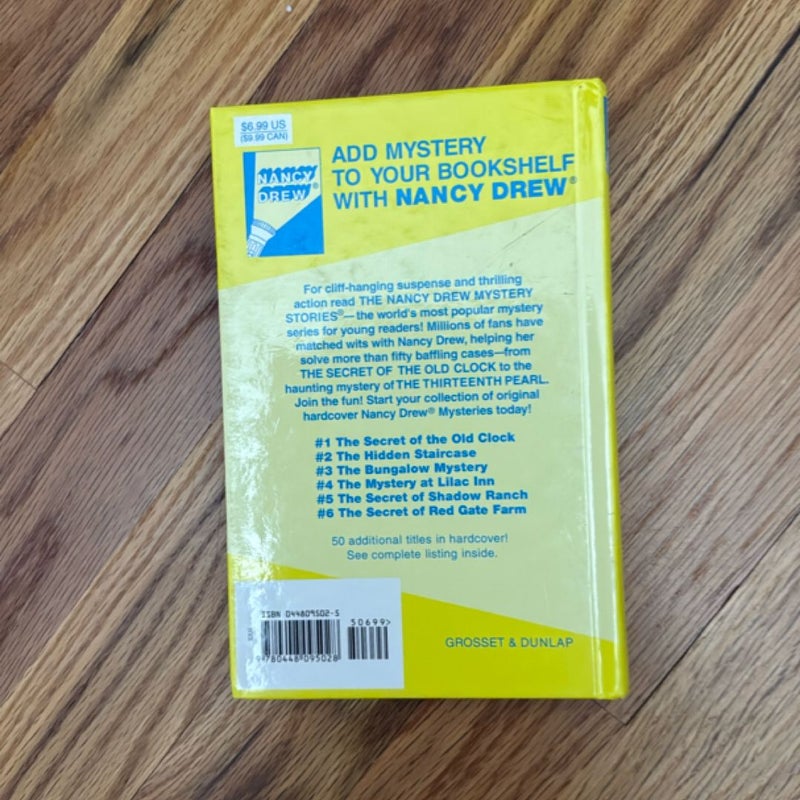 $6.99 US
($9.99 CAN)
NANCY
DREW®
ADD MYSTERY
TO YOUR BOOKSHELF
WITH NANCY DREW®
For cliff-hanging suspense and thrilling
action read THE NANCY DREW MYSTERY
STORIES®—the world's most popular mystery
series for young readers! Millions of fans have
matched wits with Nancy Drew, helping her
solve more than fifty baffling cases—from
THE SECRET OF THE OLD CLOCK to the
haunting mystery of THE THIRTEENTH PEARL.
Join the fun! Start your collection of original
hardcover Nancy Drew® Mysteries today!
#1 The Secret of the Old Clock
#2 The Hidden Staircase
#3 The Bungalow Mystery
#4 The Mystery at Lilac Inn
#5 The Secret of Shadow Ranch
#6 The Secret of Red Gate Farm
50 additional titles in hardcover!
See complete listing inside.
ISBN 044809502-5
50699>
9 780448 095028
GROSSET & DUNLAP